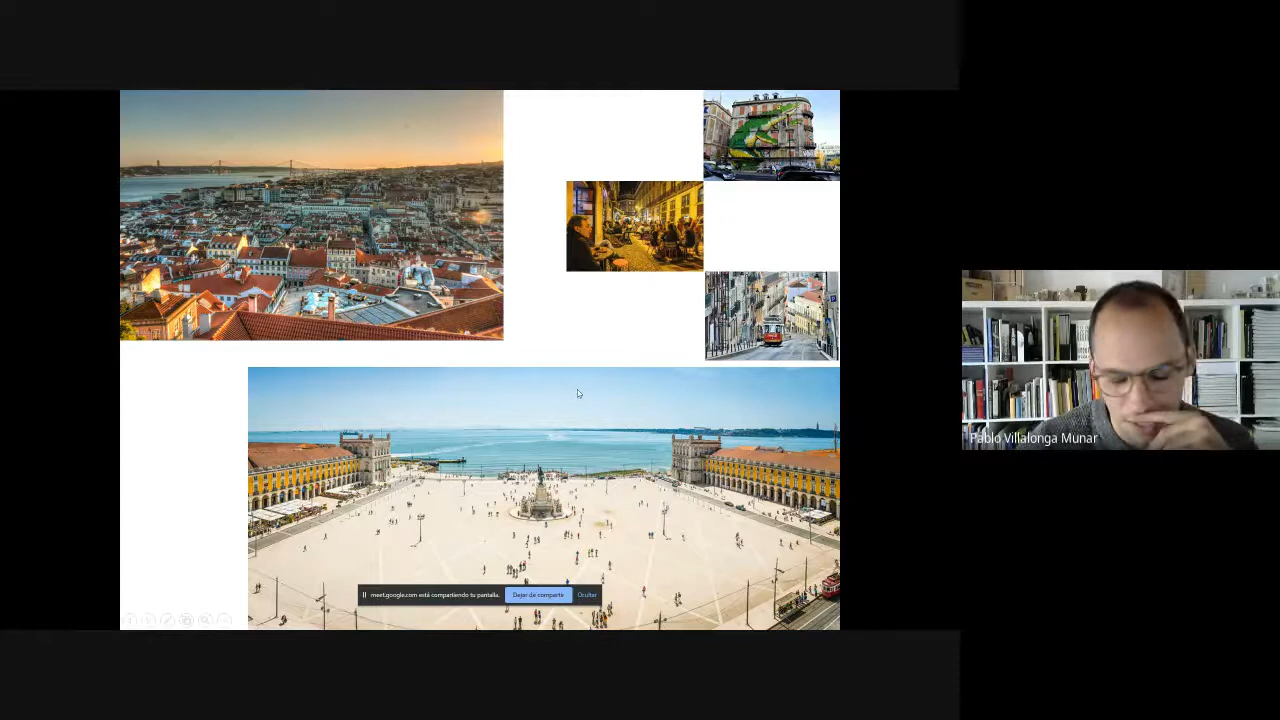 Pablo Villalonga Munar
meet.google.com está compartiendo tu pantalla.
Dejar de compartir
Ocultar